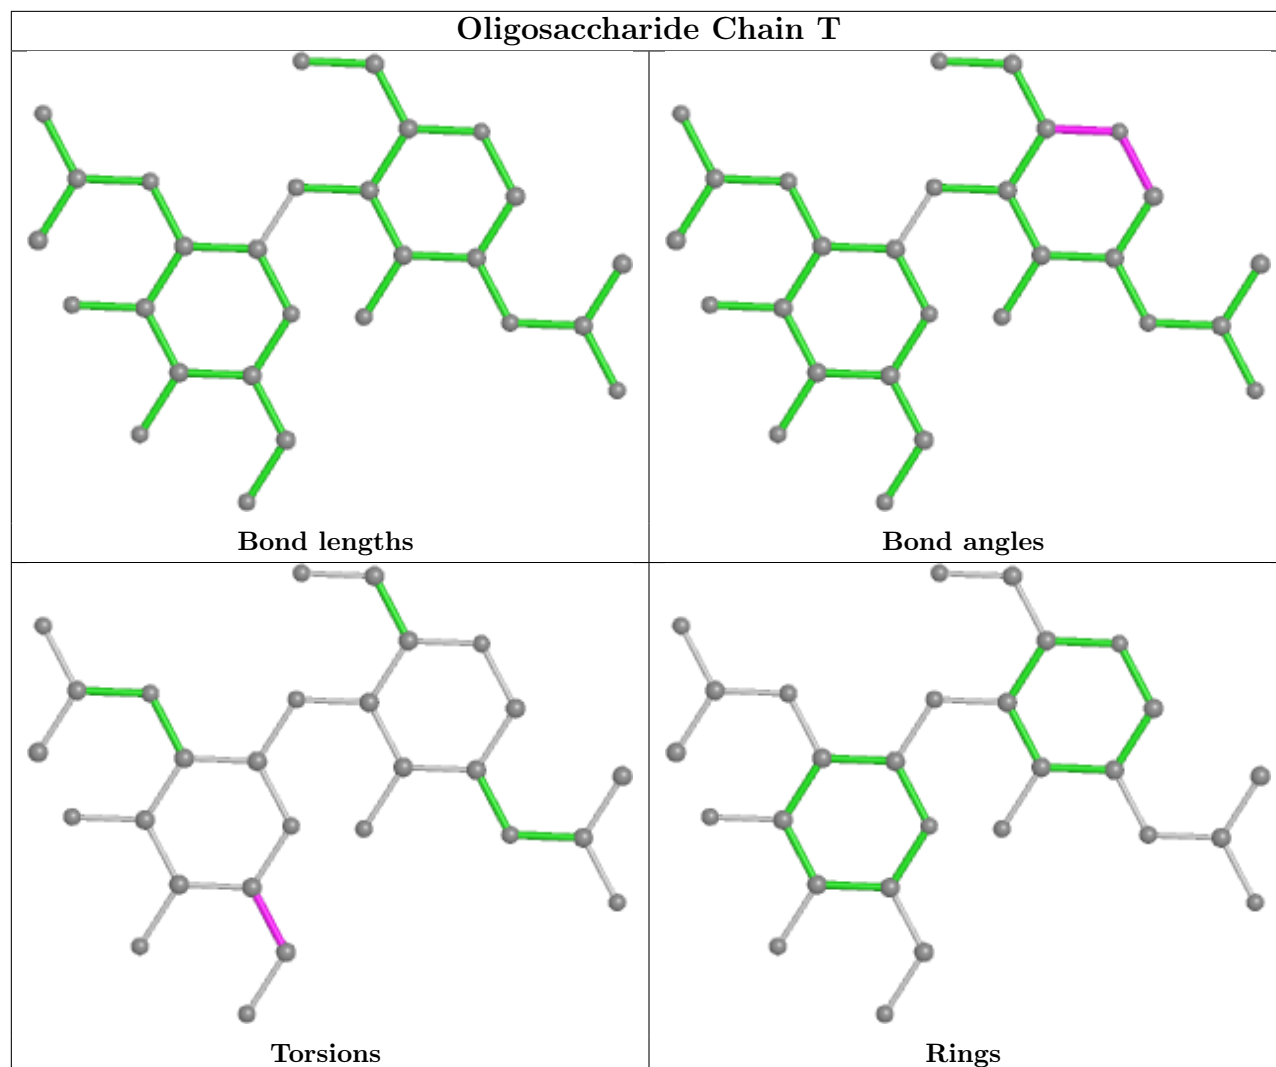 Oligosaccharide Chain T
Bond lengths
Bond angles
Torsions
Rings